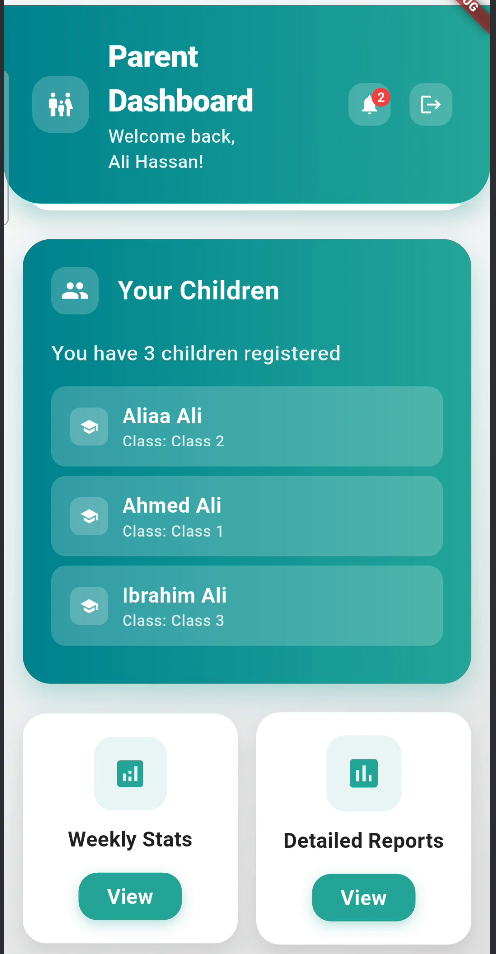 Parent
Dashboard
Welcome back,
Ali Hassan!
2
Your Children
You have 3 children registered
Aliaa Ali
Class: Class 2
Ahmed Ali
Class: Class 1
Ibrahim Ali
Class: Class 3
Weekly Stats
Detailed Reports
View
View